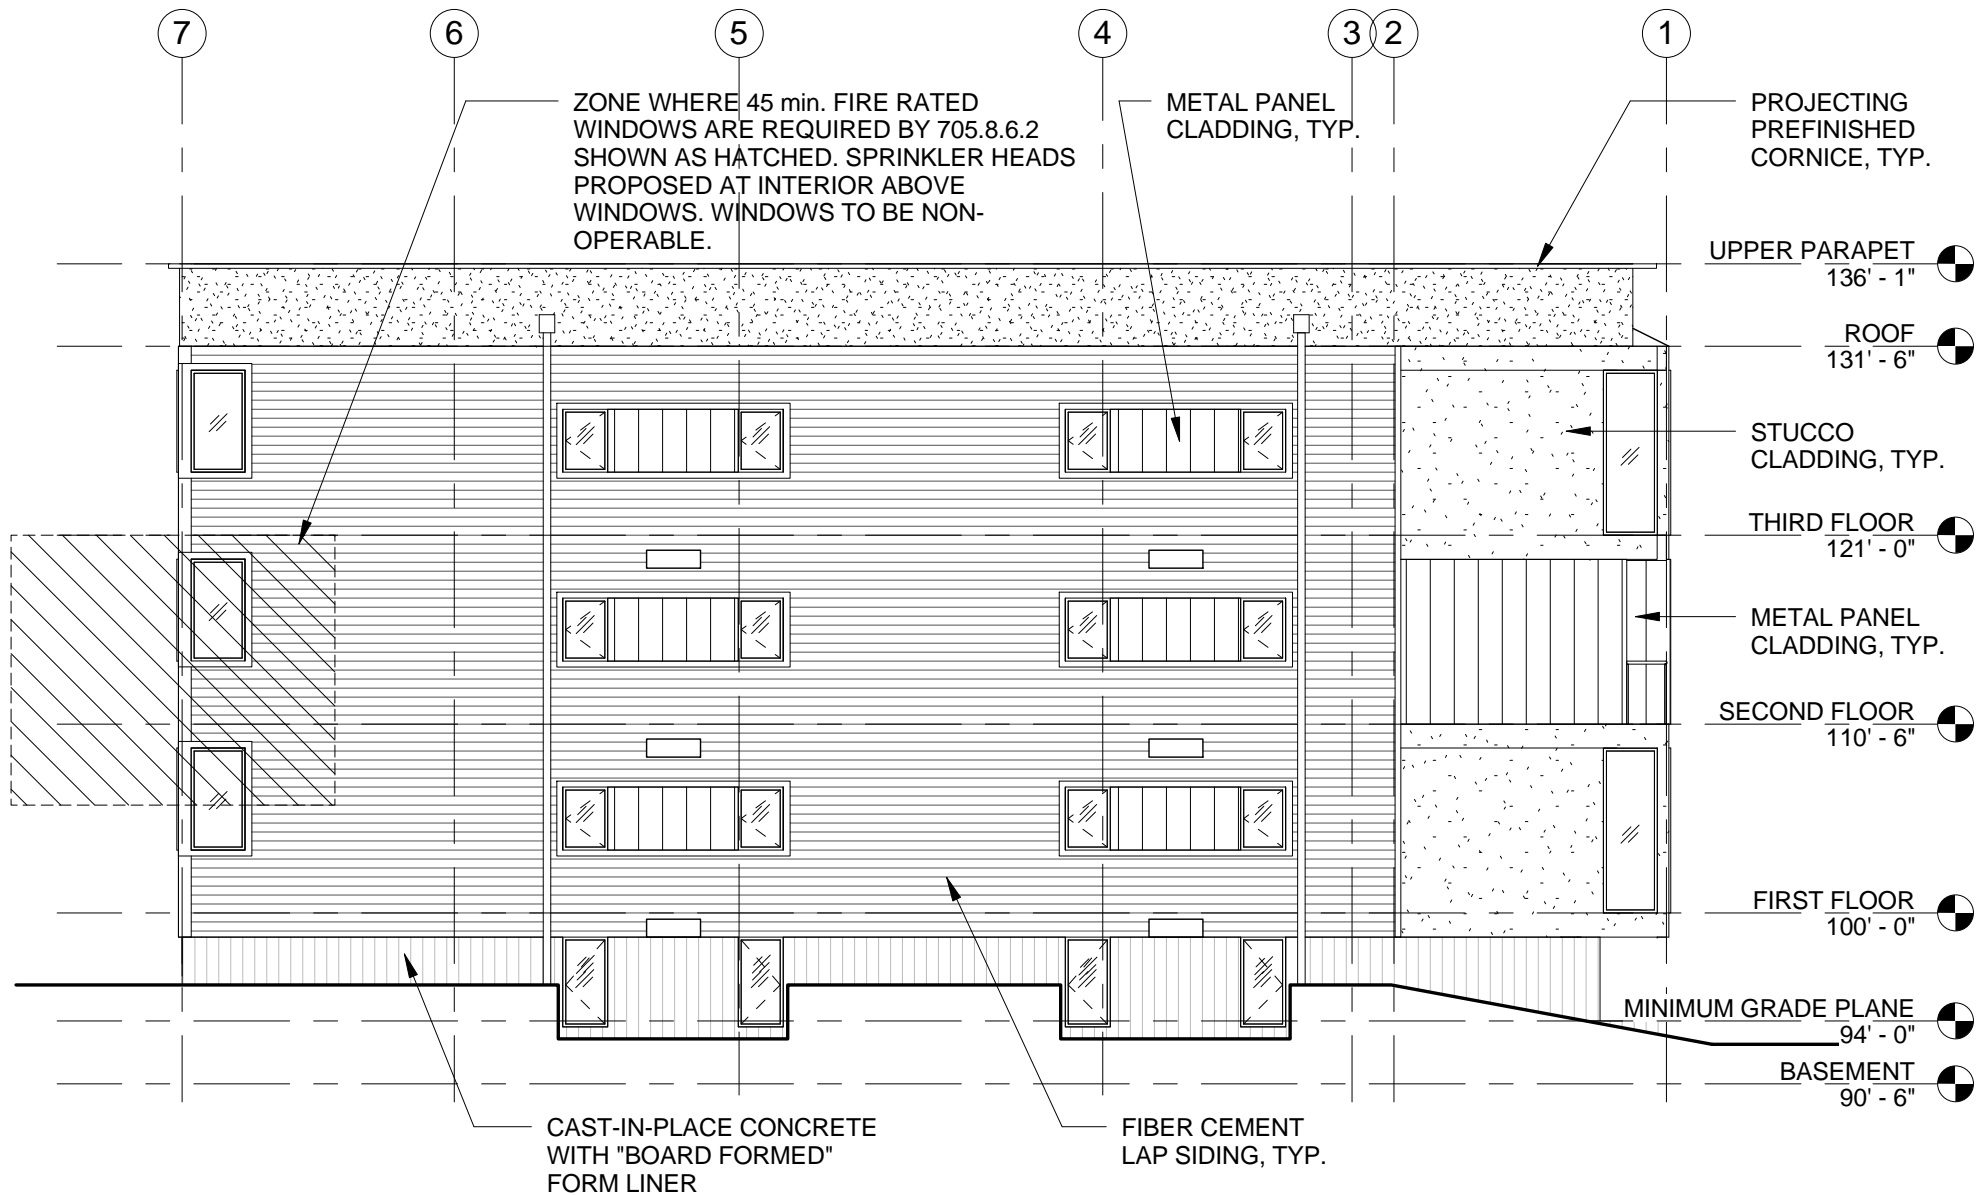 7
6
5
4
3
2
1
ZONE WHERE 45 min. FIRE RATED
WINDOWS ARE REQUIRED BY 705.8.6.2
SHOWN AS HATCHED. SPRINKLER HEADS
PROPOSED AT INTERIOR ABOVE
WINDOWS. WINDOWS TO BE NON-
OPERABLE.
METAL PANEL
CLADDING, TYP.
PROJECTING
PREFINISHED
CORNICE, TYP.
UPPER PARAPET
136' - 1"
ROOF
131' - 6"
STUCCO
CLADDING, TYP.
THIRD FLOOR
121' - 0"
METAL PANEL
CLADDING, TYP.
SECOND FLOOR
110' - 6"
FIRST FLOOR
100' - 0"
MINIMUM GRADE PLANE
94' - 0"
BASEMENT
90' - 6"
CAST-IN-PLACE CONCRETE
WITH "BOARD FORMED"
FORM LINER
FIBER CEMENT
LAP SIDING, TYP.